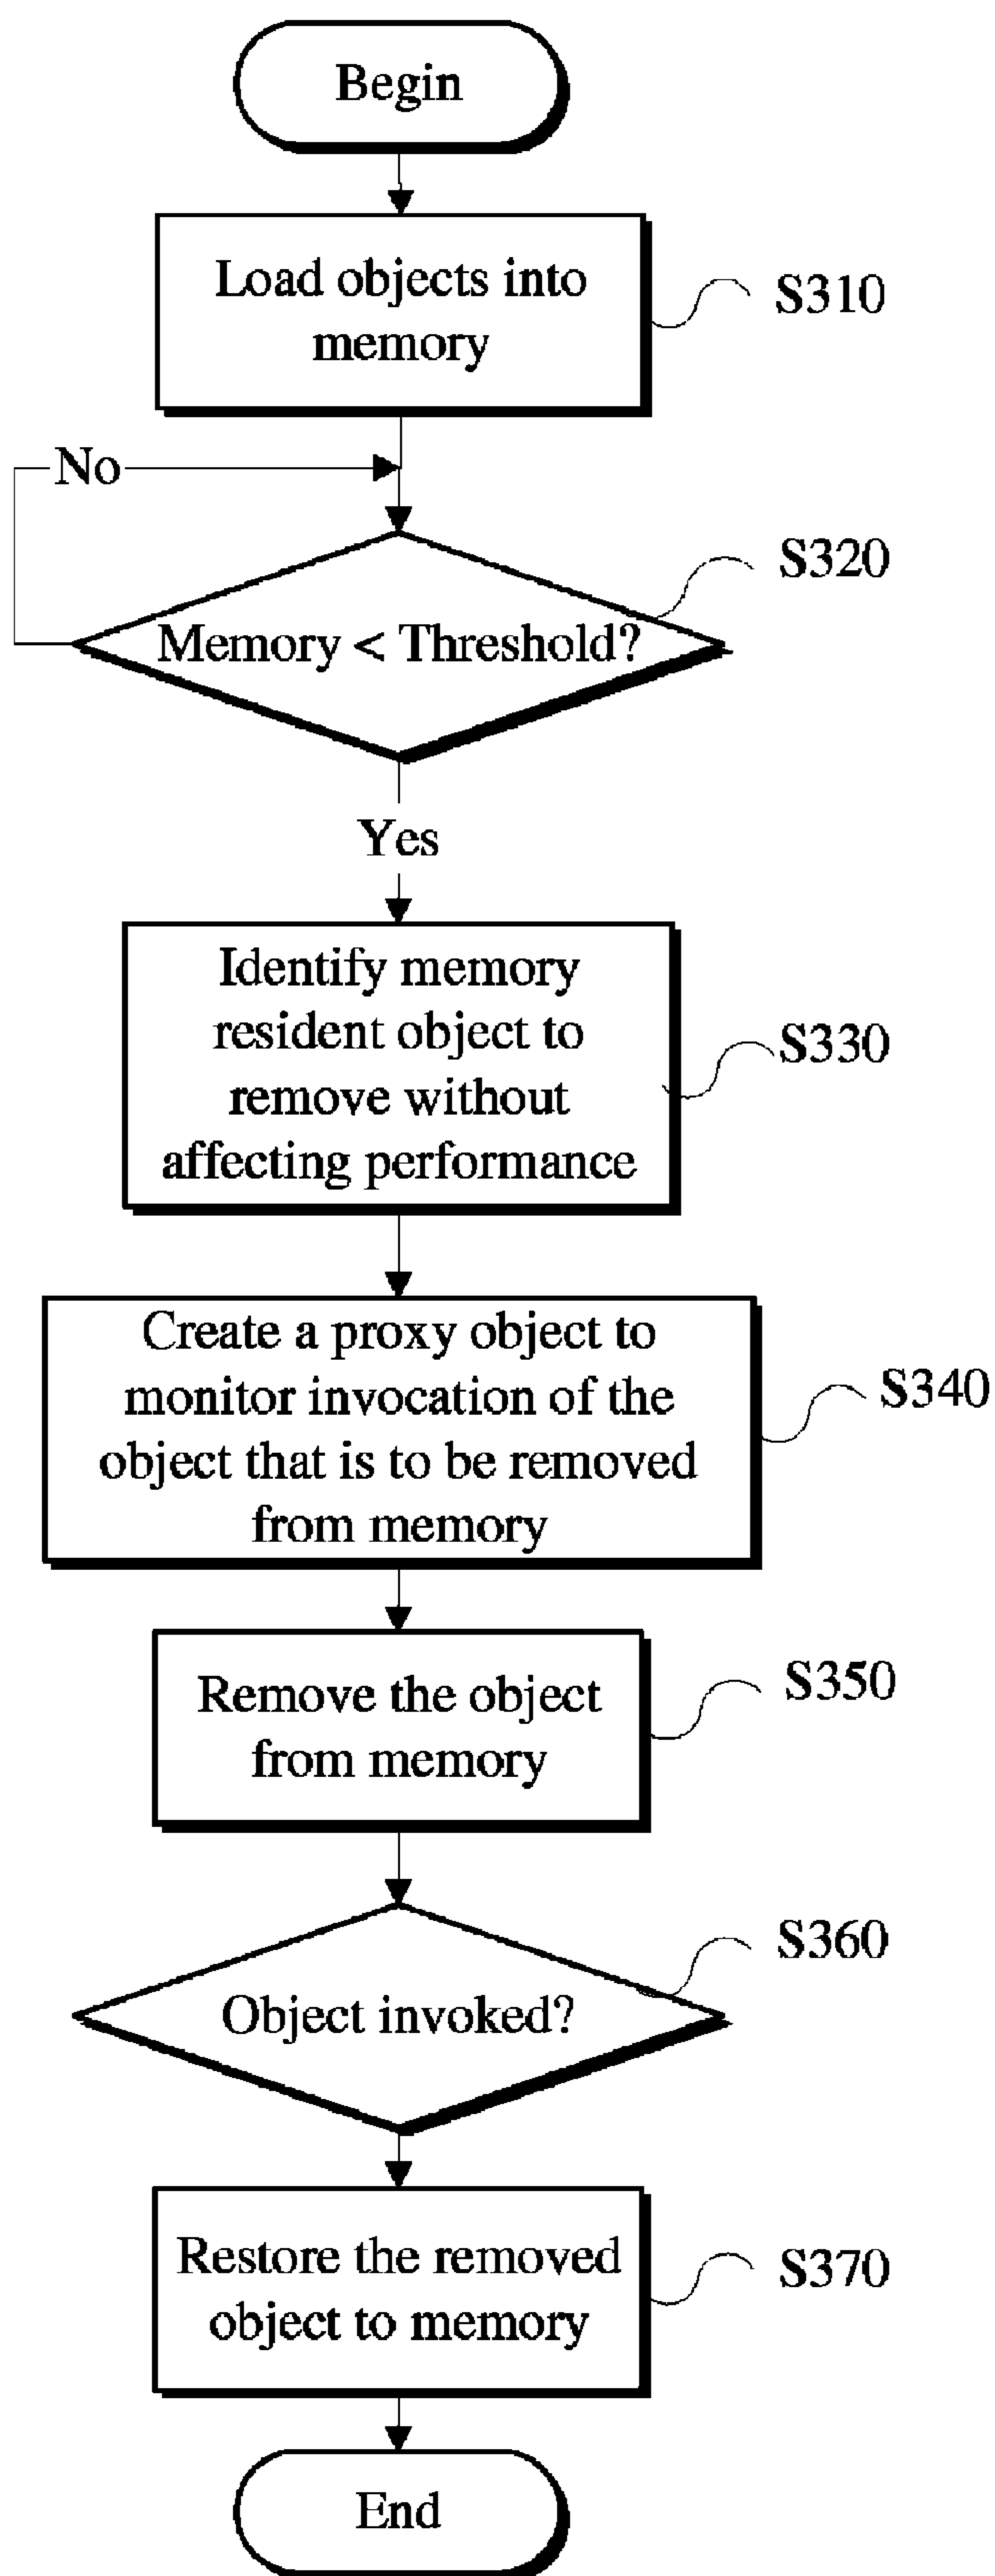 Begin
Load objects into
memory
S310
No
Memory < Threshold?
S320
Yes
Identify memory
resident object to
remove without
affecting performance
S330
Create a proxy object to
monitor invocation of the
object that is to be removed
from memory
S340
Remove the object
from memory
S350
Object invoked?
S360
Restore the removed
object to memory
S370
End